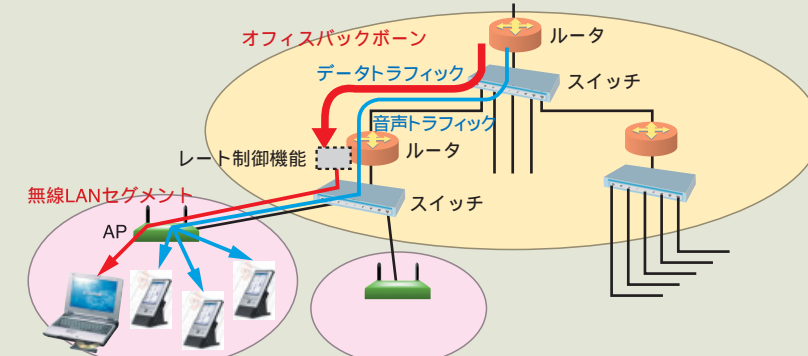 オフィスバックボーン
ルータ
データトラフィック
スイッチ
音声トラフィック
レート制御機能
ルータ
無線LANセグメント
スイッチ
AP